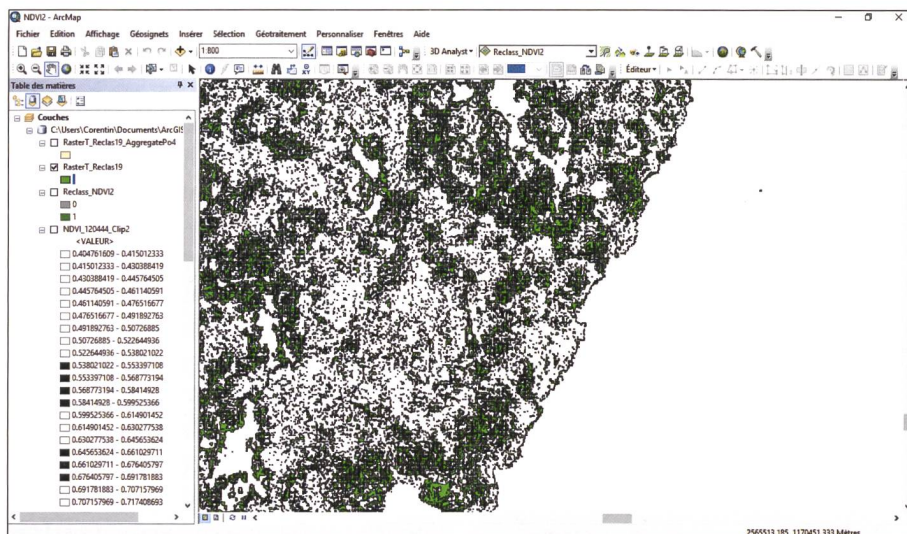 NDVI2 - ArcMap
Fichier Edition Affichage Géosignets Insérer Sélection Géotraitement Personnaliser Fenêtres Aide
1:800
3D Analyst
Reclass_NDVI2
Éditeur
Table des matières
Couches
C:\Users\Corentin\Documents\ArcGIS
RasterT_Reclas19_AggregatePo4
RasterT_Reclas19
Reclass_NDVI2
0
1
NDVI_120444_Clip2
<VALEUR>
0.404761609 - 0.415012333
0.415012333 - 0.430388419
0.430388419 - 0.445764505
0.445764505 - 0.461140591
0.461140591 - 0.476516677
0.476516677 - 0.491892763
0.491892763 - 0.50726885
0.50726885 - 0.522644936
0.522644936 - 0.538021022
0.538021022 - 0.553397108
0.553397108 - 0.568773194
0.568773194 - 0.58414928
0.58414928 - 0.599525366
0.599525366 - 0.614901452
0.614901452 - 0.630277538
0.630277538 - 0.645653624
0.645653624 - 0.661029711
0.661029711 - 0.676405797
0.676405797 - 0.691781883
0.691781883 - 0.707157969
0.707157969 - 0.717408693
2565513.185 1170451.333 Mètres